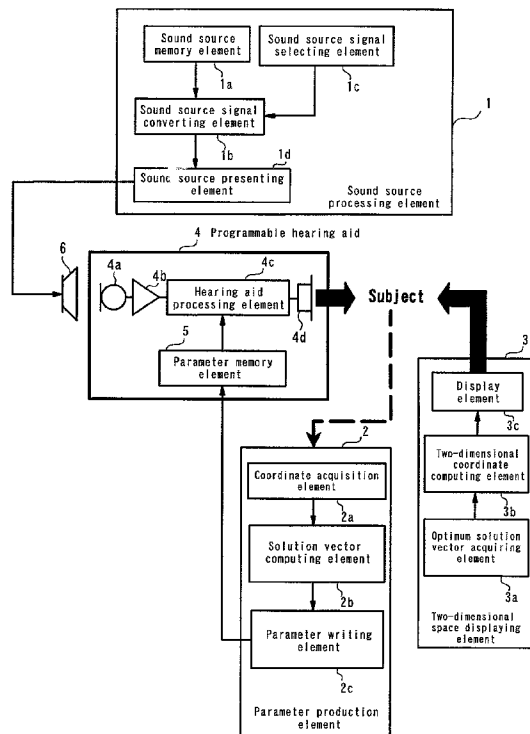 Sound source
memory element
1a
Sound source signal
selecting element
1c
Sound source signal
converting element
1b
1d
Sound source presenting
element
Sound source
processing element
1
4 Programmable hearing aid
6
4a
4b
4c
Hearing aid
processing element
4d
5
Parameter memory
element
Subject
3
Display
element
3c
Two-dimensional
coordinate
computing element
3b
Optimum solution
vector acquiring
element
3a
Two-dimensional
space displaying
element
2
Coordinate acquisition
element
2a
Solution vector
computing element
2b
Parameter writing
element
2c
Parameter production
element